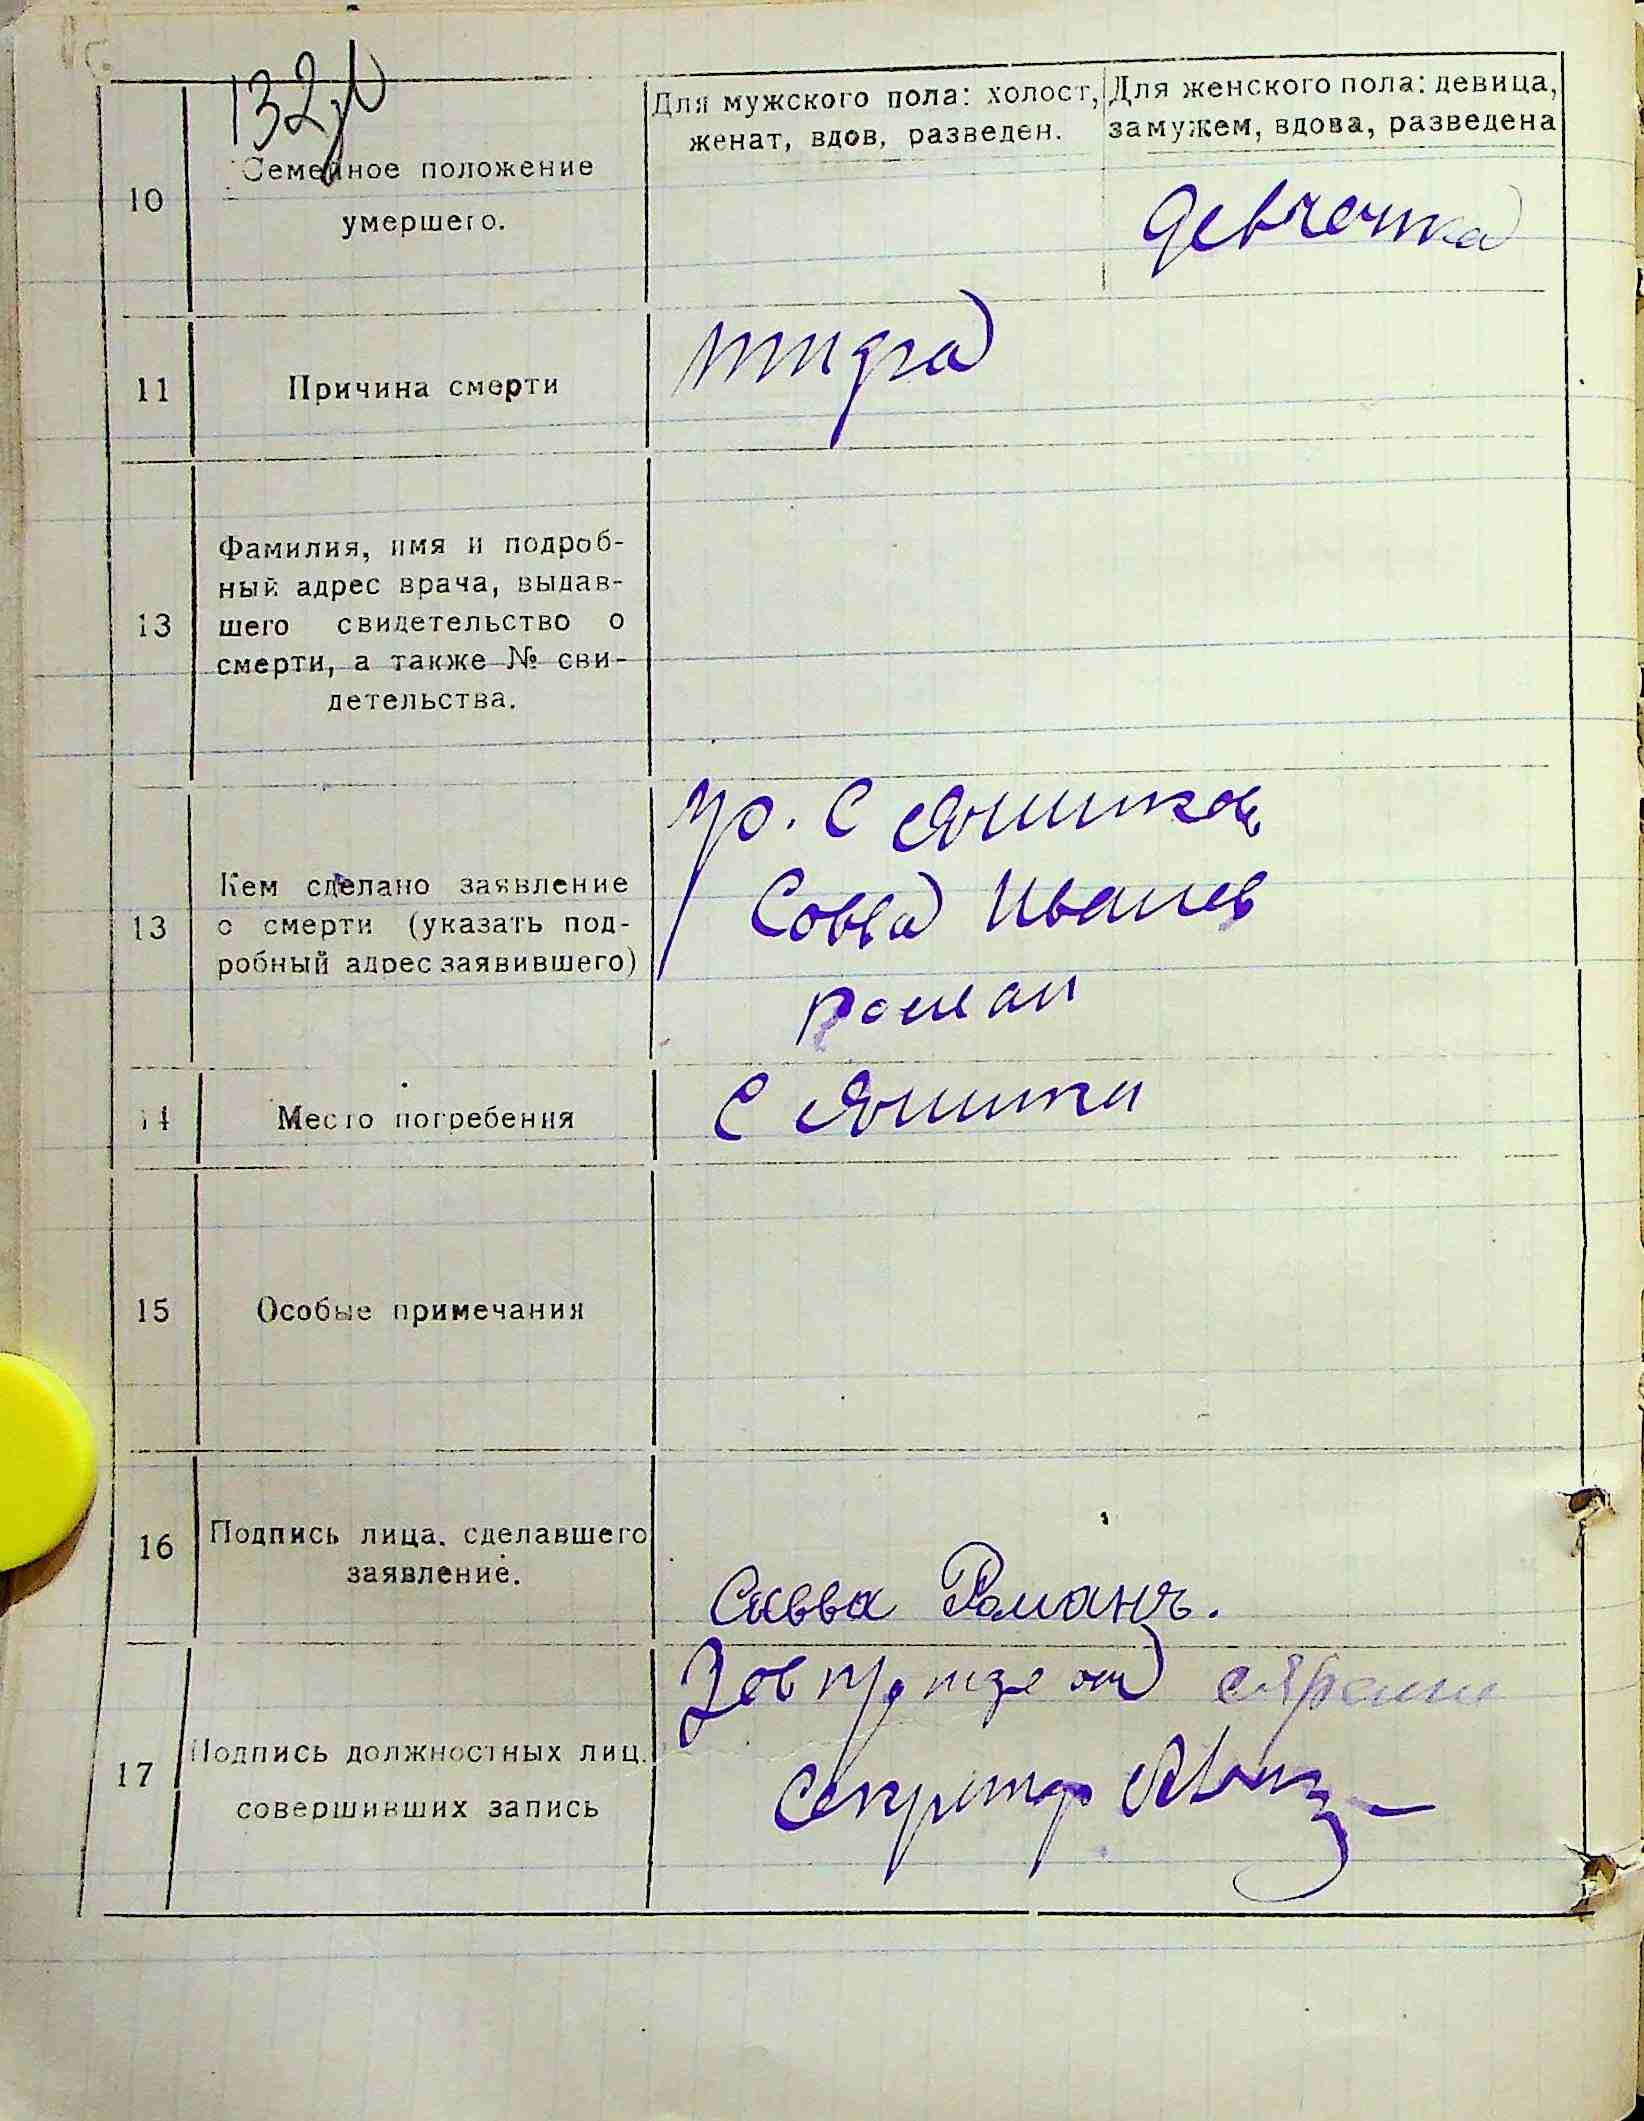 132
Для мужского пола: холост,
женат, вдов, разведен.
Для женского пола: девица,
замужем, вдова, разведена
10
Семейное положение
умершего.
девчечка
11
Причина смерти
13
Фамилия, имя и подроб-
ный адрес врача, выдав-
шего свидетельство о
смерти, а также № сви-
детельства.
13
Кем сделано заявление
о смерти (указать под-
робный адрес заявившего)
гр. С
Савва Иванов
Роман
14
Место погребения
С
15
Особые примечания
16
Подпись лица, сделавшего
заявление.
Савва Романъ.
17
Подпись должностных лиц.
совершивших запись
Секретар